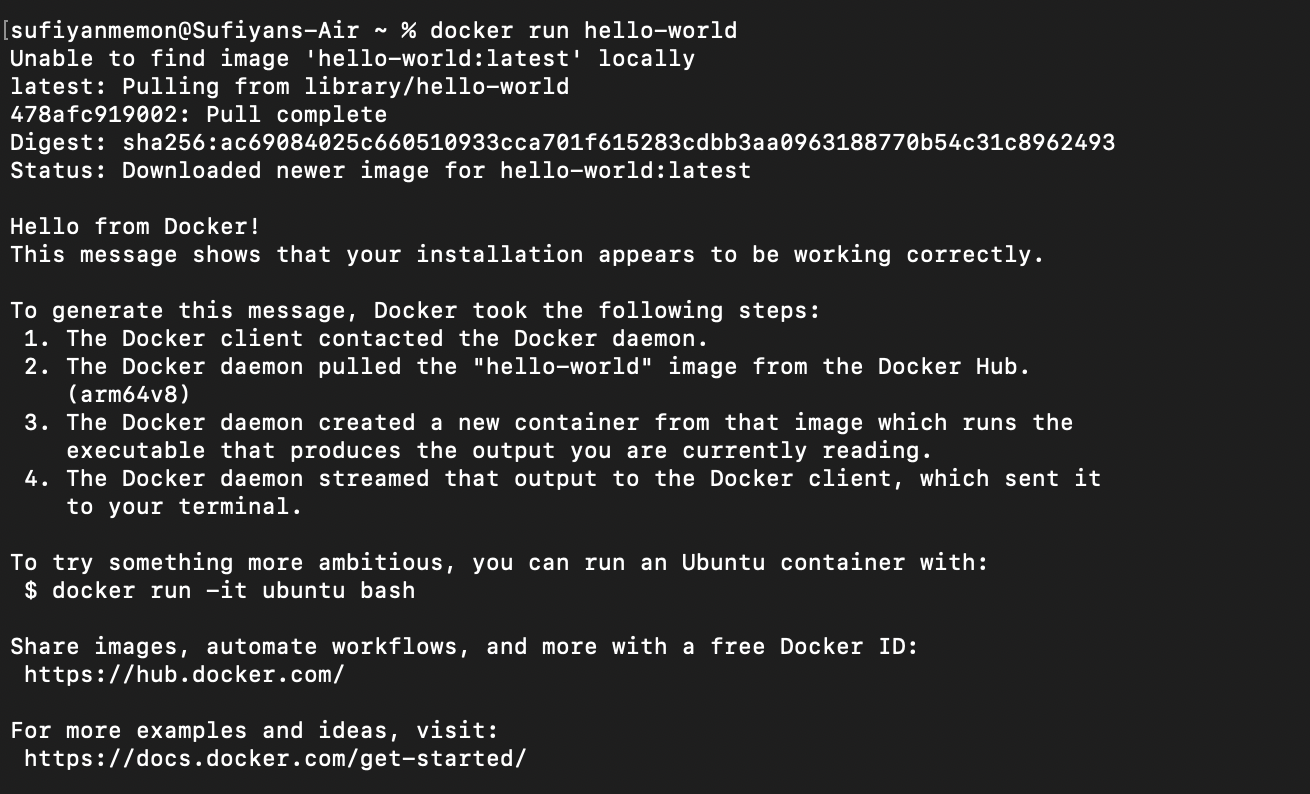 [sufiyanmemon@Sufiyans-Air ~ % docker run hello-world
Unable to find image 'hello-world:latest' locally
latest: Pulling from library/hello-world
478afc919002: Pull complete
Digest: sha256:ac69084025c660510933cca701f615283cdbb3aa0963188770b54c31c8962493
Status: Downloaded newer image for hello-world:latest

Hello from Docker!
This message shows that your installation appears to be working correctly.

To generate this message, Docker took the following steps:
 1. The Docker client contacted the Docker daemon.
 2. The Docker daemon pulled the "hello-world" image from the Docker Hub.
    (arm64v8)
 3. The Docker daemon created a new container from that image which runs the
    executable that produces the output you are currently reading.
 4. The Docker daemon streamed that output to the Docker client, which sent it
    to your terminal.

To try something more ambitious, you can run an Ubuntu container with:
 $ docker run -it ubuntu bash

Share images, automate workflows, and more with a free Docker ID:
 https://hub.docker.com/

For more examples and ideas, visit:
 https://docs.docker.com/get-started/